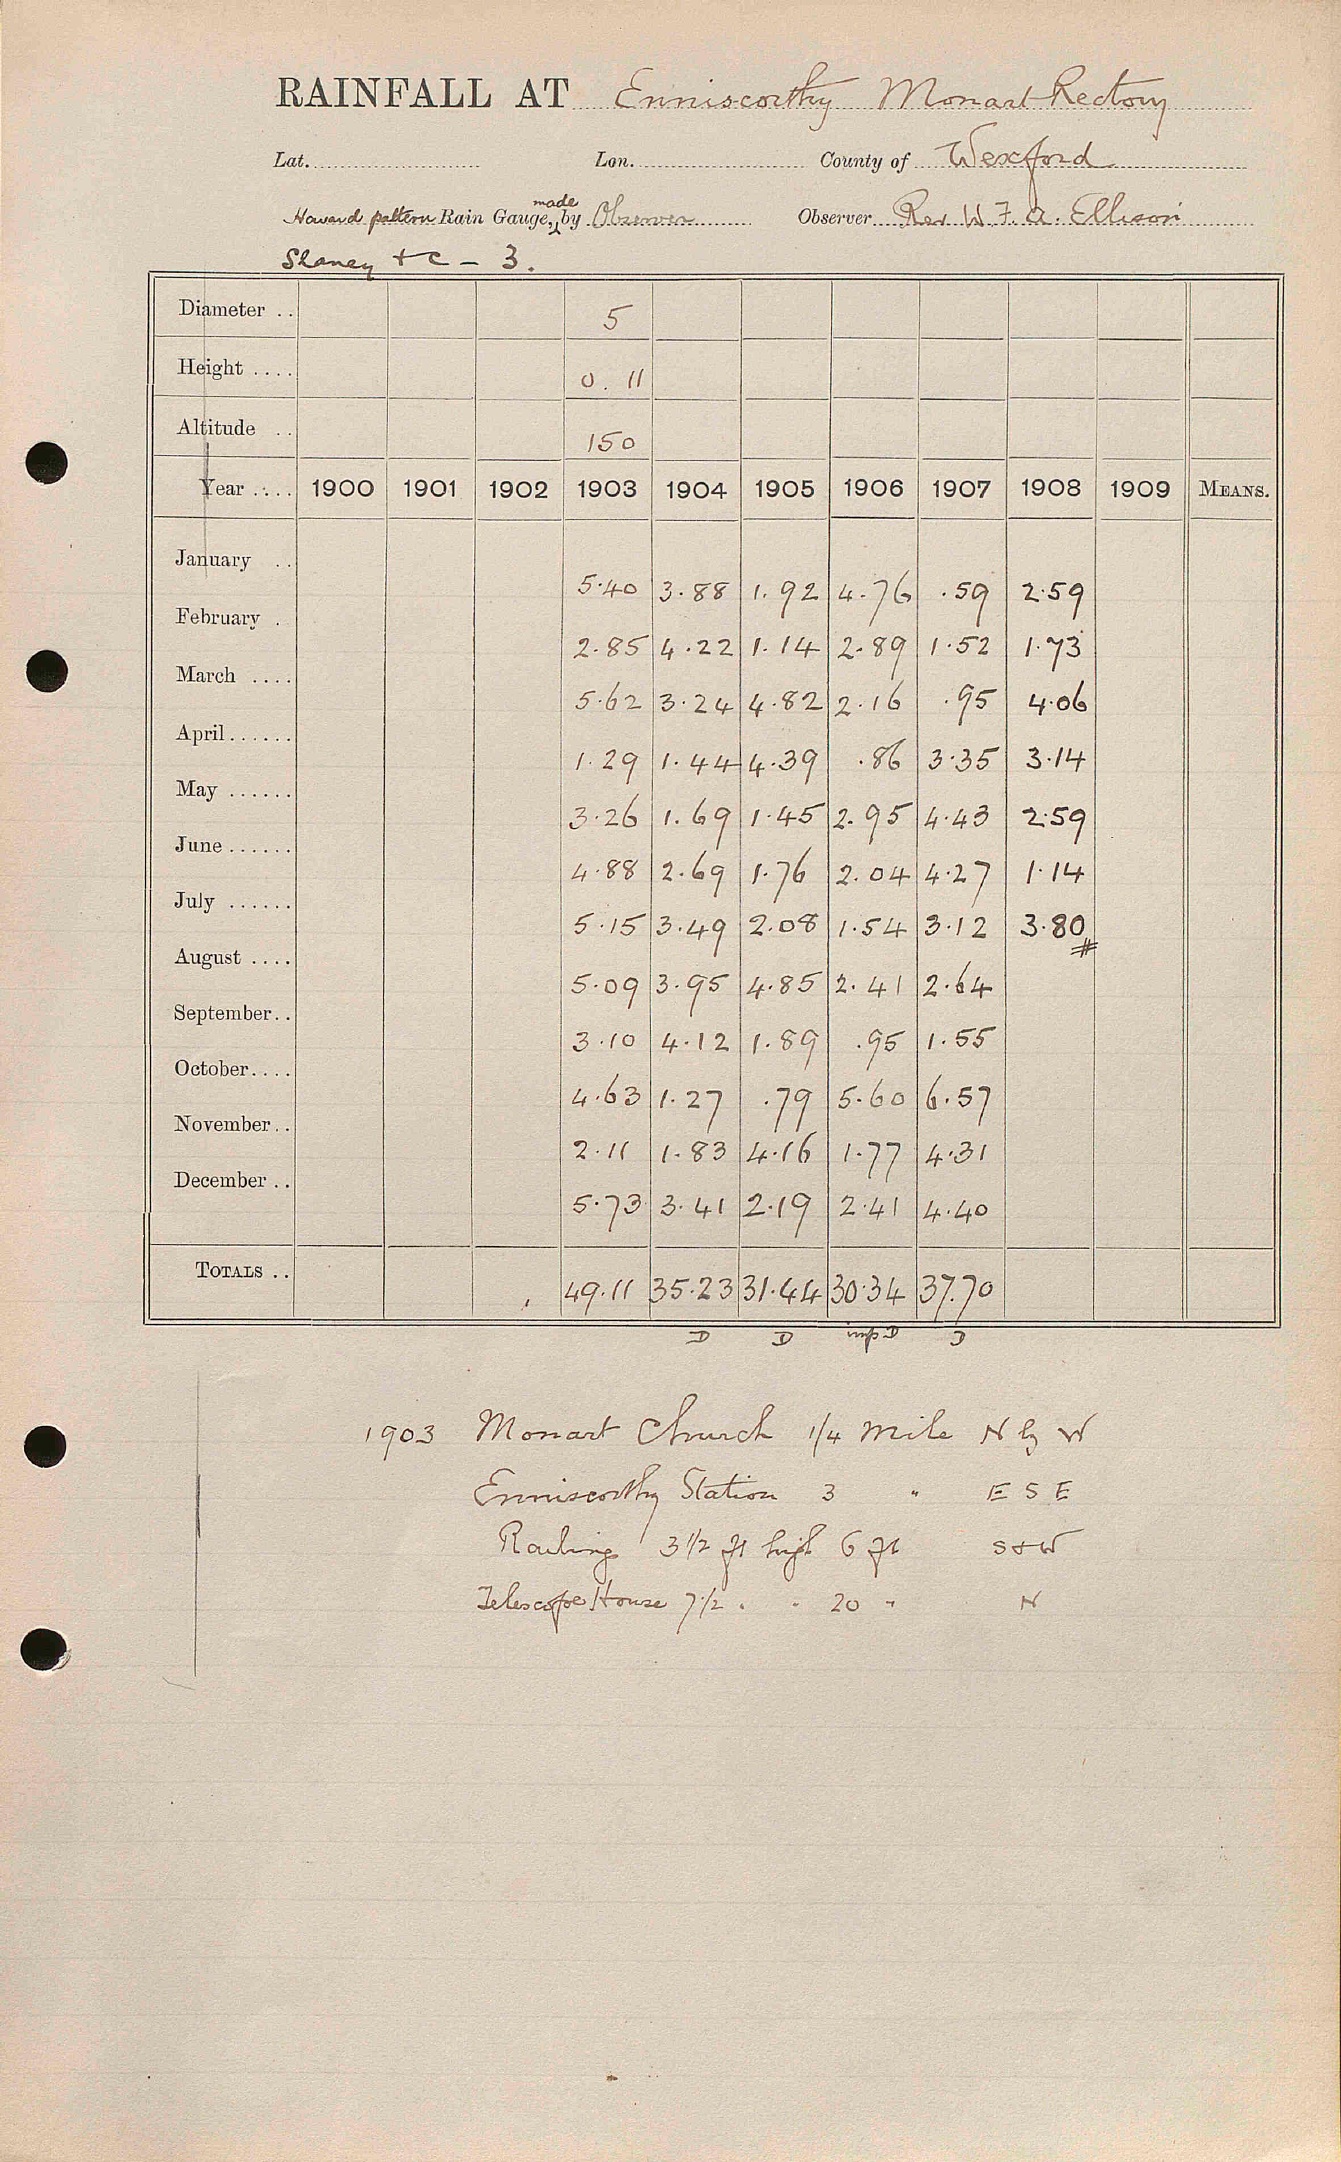 RAINFALL AT Enniscorthy Monart Rectory
Lat. Lon. County of Wexford
Howard pattern Rain Gauge, made by Observer Observer Rev W. F. A. Ellison
Slaney &c - 3.
Diameter .. 5
Height .... 0. 11
Altitude .. 150
Year .... 1900 1901 1902 1903 1904 1905 1906 1907 1908 1909 MEANS.
January .. 5.40 3.88 1.92 4.76 .59 2.59
February . 2.85 4.22 1.14 2.89 1.52 1.73
March .... 5.62 3.24 4.82 2.16 .95 4.06
April...... 1.29 1.44 4.39 .86 3.35 3.14
May ...... 3.26 1.69 1.45 2.95 4.43 2.59
June ...... 4.88 2.69 1.76 2.04 4.27 1.14
July ...... 5.15 3.49 2.08 1.54 3.12 3.80
#
August .... 5.09 3.95 4.85 2.41 2.64
September.. 3.10 4.12 1.89 .95 1.55
October.... 4.63 1.27 .79 5.60 6.57
November.. 2.11 1.83 4.16 1.77 4.31
December .. 5.73 3.41 2.19 2.41 4.40
TOTALS .. 49.11 35.23 31.44 30.34 37.70
D D imp D D
1903 Monart Church 1/4 mile N by W
Enniscorthy Station 3 " E S E
Railing 3 1/2 ft high 6 ft S & W
Telescope House 7 1/2 " " 20 " N